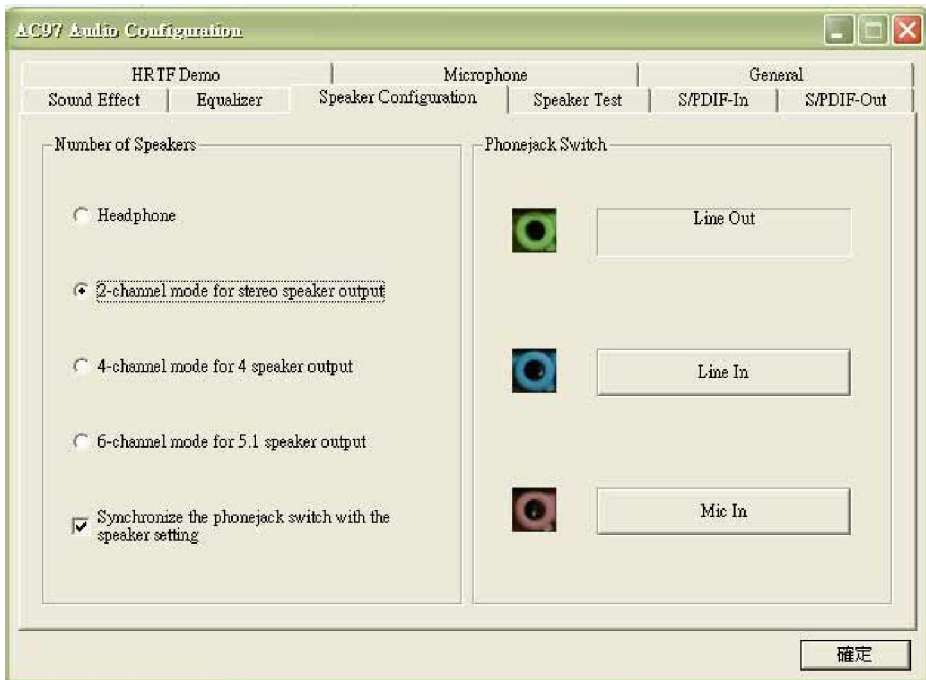 AC97 Audio Configuration
HRTF Demo
Microphone
General
Sound Effect
Equalizer
Speaker Configuration
Speaker Test
S/PDIF-In
S/PDIF-Out
Number of Speakers
Headphone
2-channel mode for stereo speaker output
4-channel mode for 4 speaker output
6-channel mode for 5.1 speaker output
Synchronize the phonejack switch with the
speaker setting
Phonejack Switch
Line Out
Line In
Mic In
確定